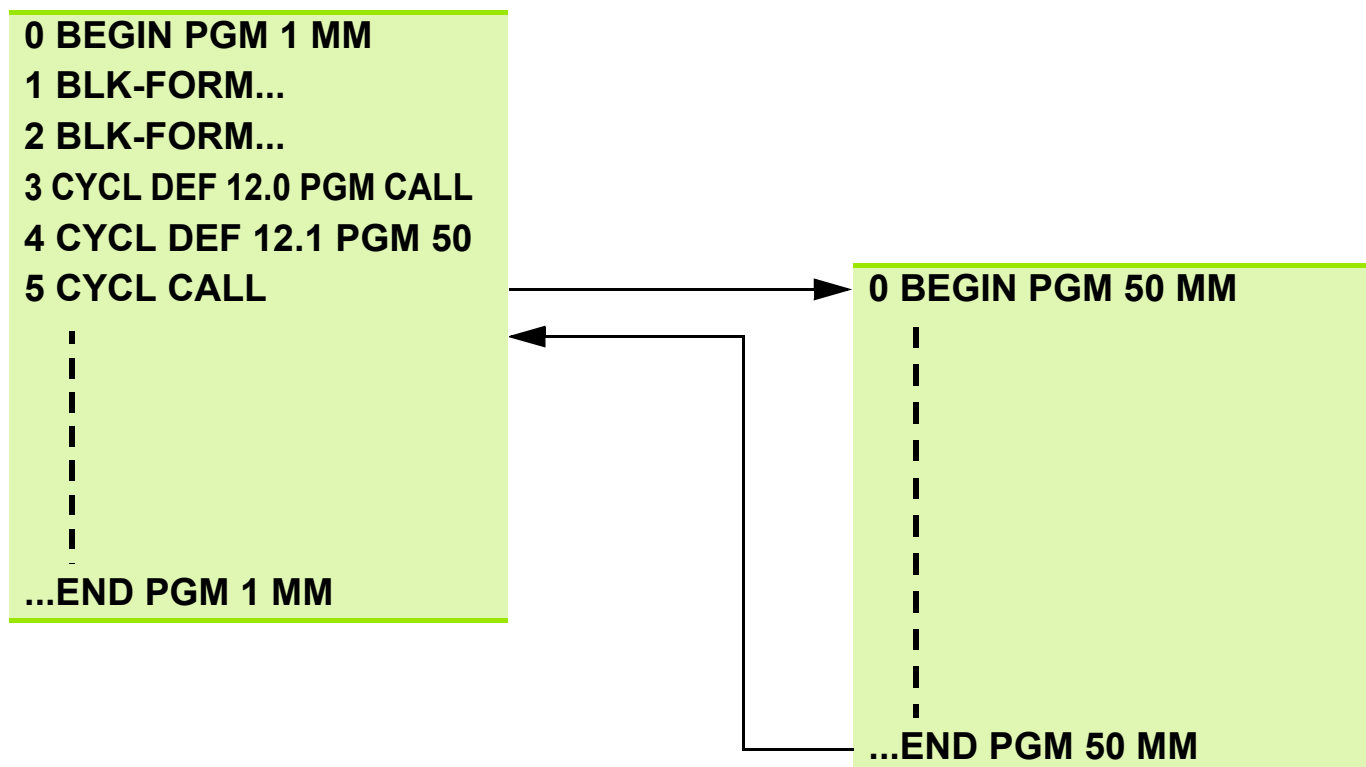 0 BEGIN PGM 1 MM
1 BLK-FORM...
2 BLK-FORM...
3 CYCL DEF 12.0 PGM CALL
4 CYCL DEF 12.1 PGM 50
5 CYCL CALL
...END PGM 1 MM
0 BEGIN PGM 50 MM
...END PGM 50 MM